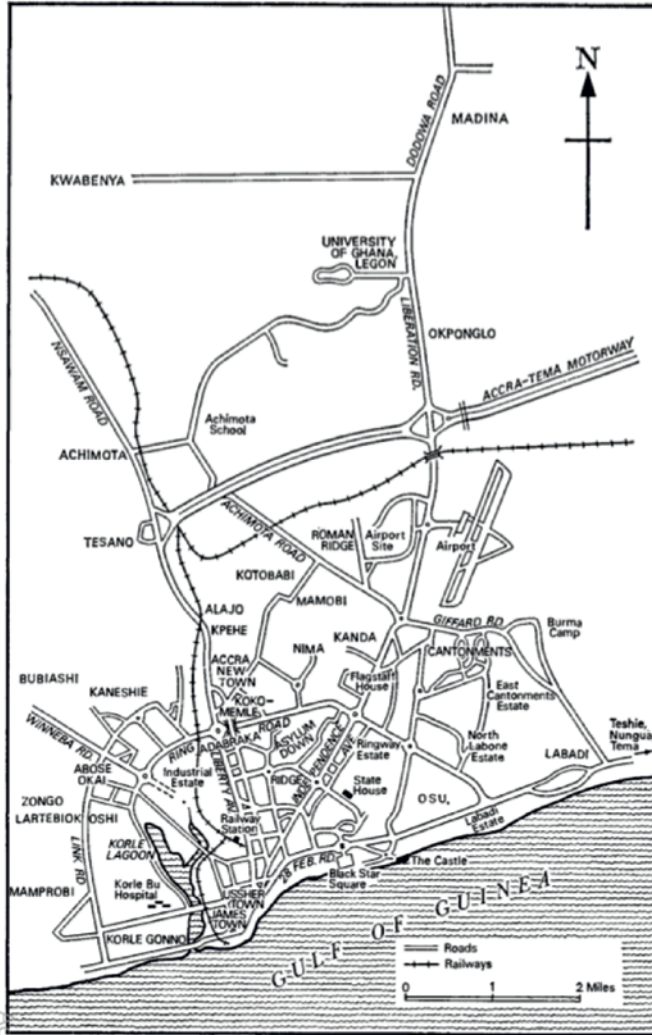 N
MADINA
DODOWA ROAD
KWABENYA
UNIVERSITY
OF GHANA,
LEGON
LIBERATION RD.
OKPONGLO
ACCRA-TEMA MOTORWAY
NSAWAM ROAD
Achimota
School
ACHIMOTA
ACHIMOTA ROAD
TESANO
ROMAN
RIDGE
Airport
Site
Airport
KOTOBABI
MAMOBI
ALAJO
KPEHE
GIFFARD RD
Burma
Camp
KANDA
NIMA
CANTONMENTS
ACCRA
NEW
TOWN
Flagstaff
House
BUBIASHI
KANESHIE
KOKO-
MEMLE
East
Cantonments
Estate
WINNEBA RD.
RING ROAD
ADABRAKA
ASYLUM
DOWN
INDEPENDENCE
AVE
Ringway
Estate
North
Labone
Estate
Teshie,
Nungua,
Tema
LABADI
ABOSE
OKAI
Industrial
Estate
LIBERTY AV.
RIDGE
State
House
OSU.
Labadi
Estate
ZONGO
LARTEBIOKOSHI
Railway
Station
KORLE
LAGOON
LINK RD
28 FEB. RD.
The Castle
Black Star
Square
MAMPROBI
Korle Bu
Hospital
USSHER
TOWN
JAMES
TOWN
KORLE GONNO
GULF OF GUINEA
Roads
Railways
0 1 2 Miles